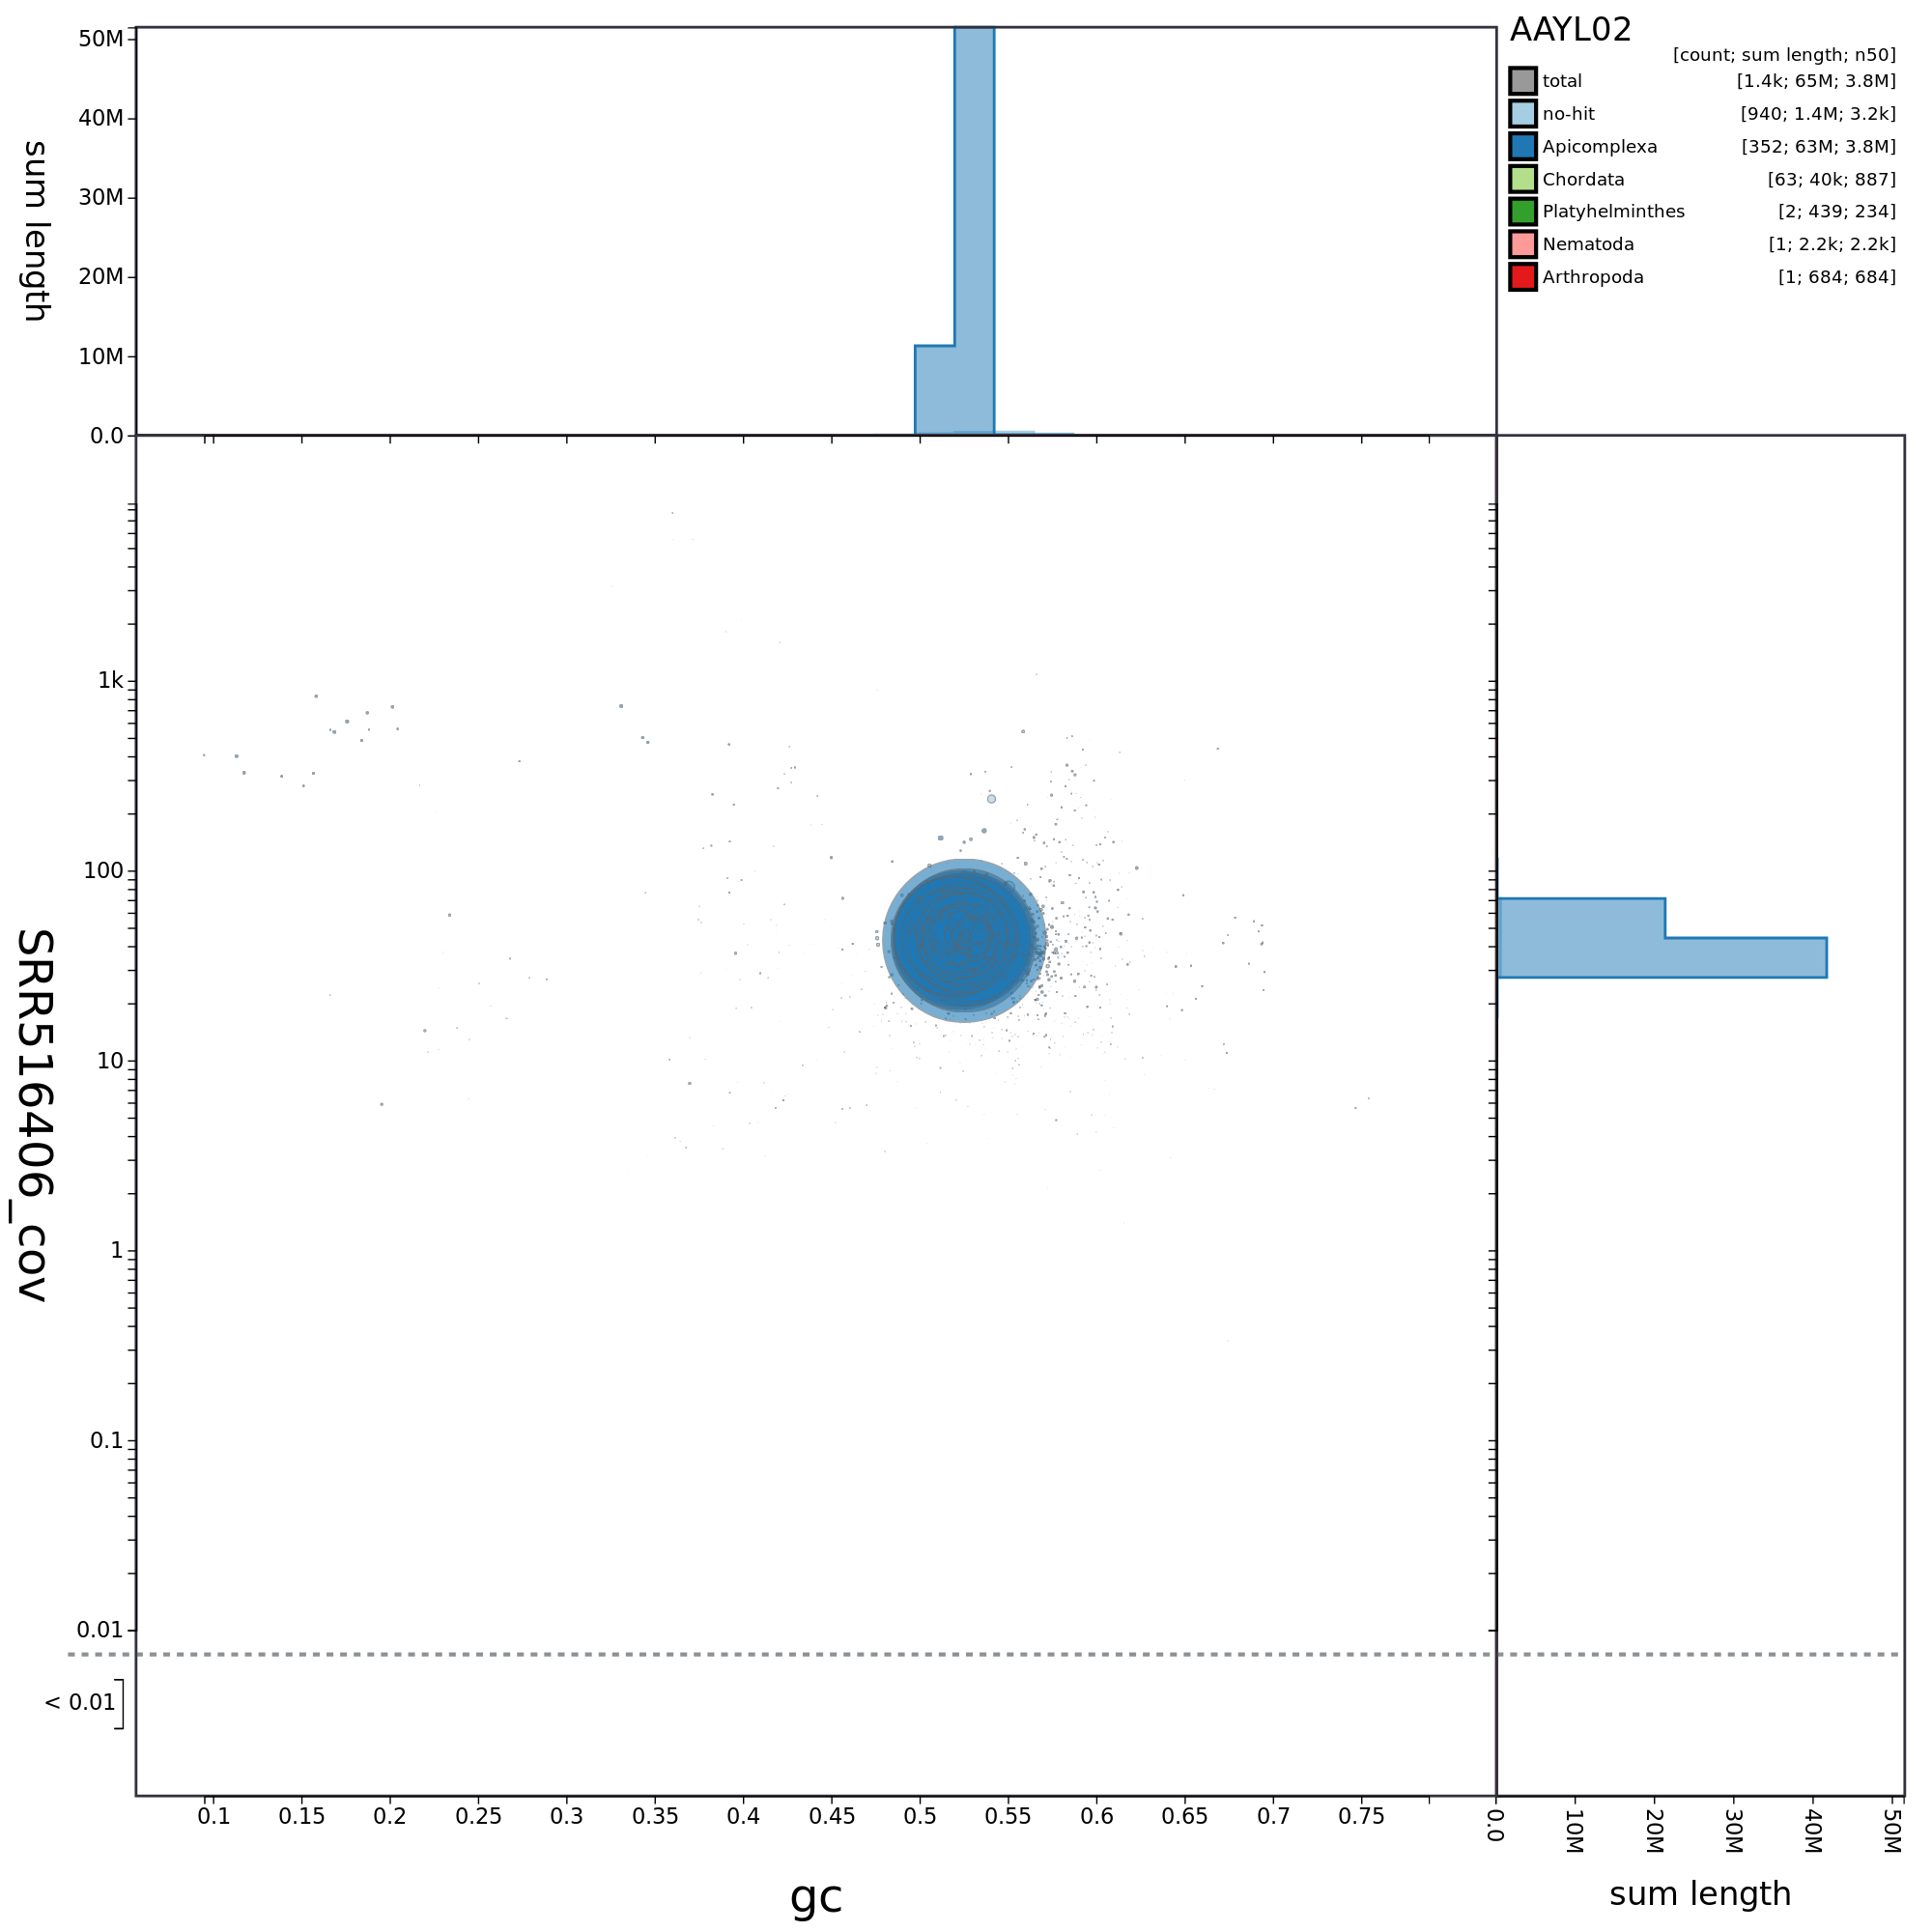 50M
40M
30M
20M
10M
0.0
sum length
AAYL02
[count; sum length; n50]
total [1.4k; 65M; 3.8M]
no-hit [940; 1.4M; 3.2k]
Apicomplexa [352; 63M; 3.8M]
Chordata [63; 40k; 887]
Platyhelminthes [2; 439; 234]
Nematoda [1; 2.2k; 2.2k]
Arthropoda [1; 684; 684]
1k
100
10
1
0.1
0.01
< 0.01
SRR516406_cov
0.1 0.15 0.2 0.25 0.3 0.35 0.4 0.45 0.5 0.55 0.6 0.65 0.7 0.75
gc
0.0 10M 20M 30M 40M 50M
sum length